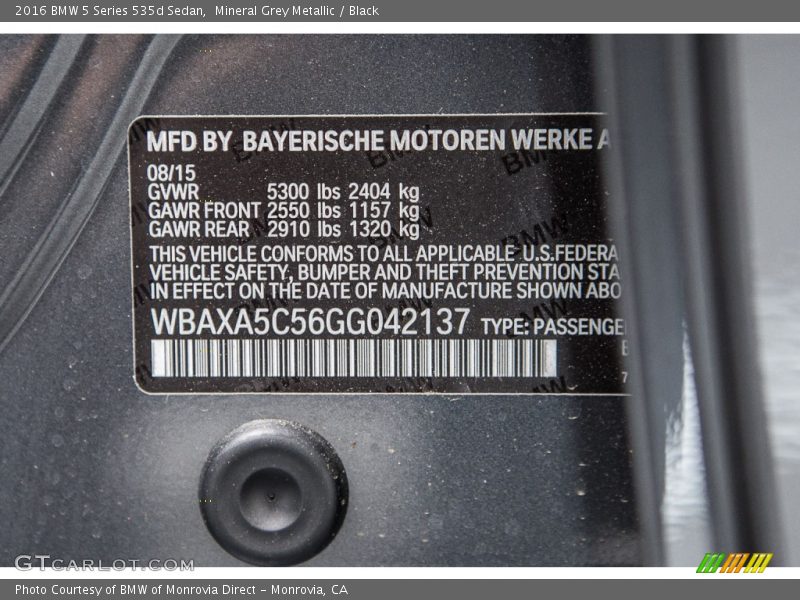 2016 BMW 5 Series 535d Sedan, Mineral Grey Metallic / Black
MFD BY BAYERISCHE MOTOREN WERKE A
08/15
GVWR 5300 lbs 2404 kg
GAWR FRONT 2550 lbs 1157 kg
GAWR REAR 2910 lbs 1320 kg
THIS VEHICLE CONFORMS TO ALL APPLICABLE U.S.FEDERA
VEHICLE SAFETY, BUMPER AND THEFT PREVENTION STA
IN EFFECT ON THE DATE OF MANUFACTURE SHOWN ABO
WBAXA5C56GG042137 TYPE: PASSENGE
GTCARLOT.COM
Photo Courtesy of BMW of Monrovia Direct - Monrovia, CA